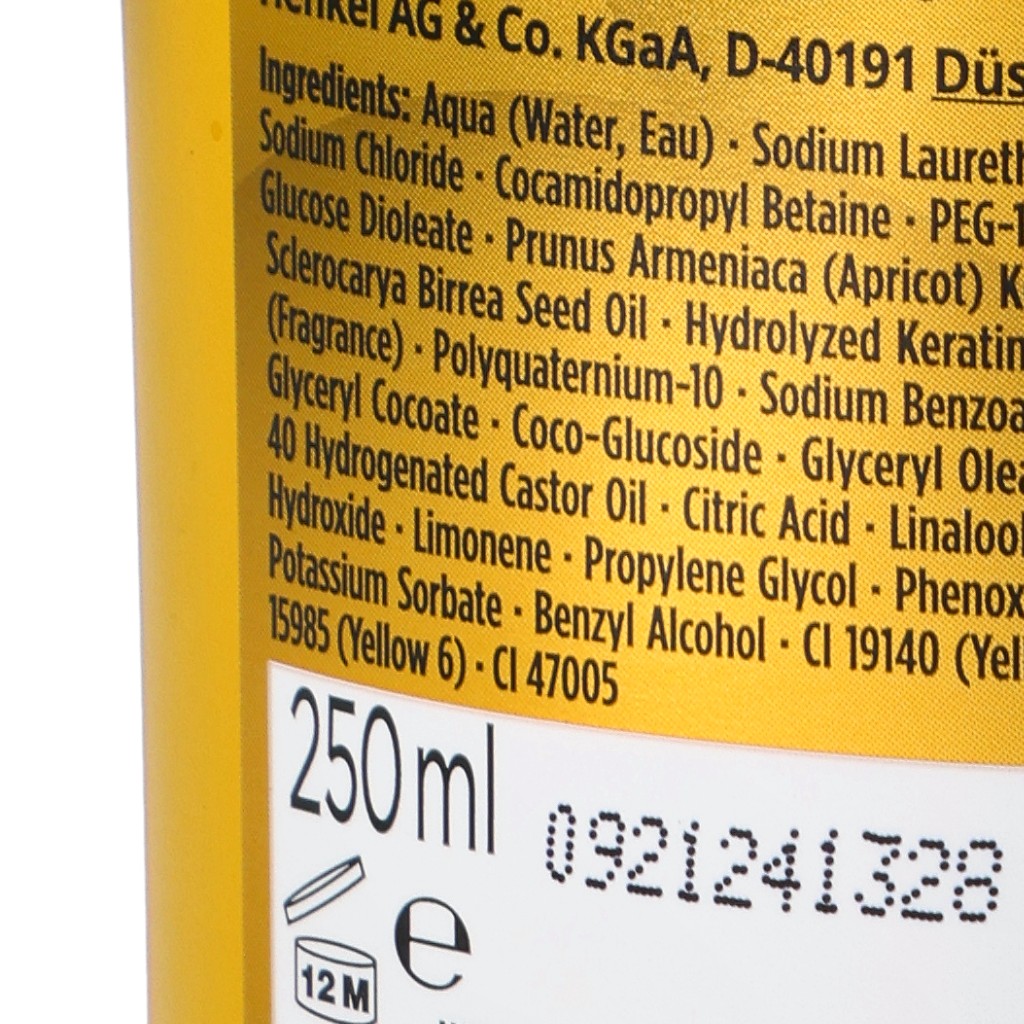 Henkel AG & Co. KGaA, D-40191 Düs
Ingredients: Aqua (Water, Eau) · Sodium Laureth
Sodium Chloride · Cocamidopropyl Betaine · PEG-1
Glucose Dioleate · Prunus Armeniaca (Apricot) K
Sclerocarya Birrea Seed Oil · Hydrolyzed Keratin
(Fragrance) · Polyquaternium-10 · Sodium Benzoa
Glyceryl Cocoate · Coco-Glucoside · Glyceryl Olea
40 Hydrogenated Castor Oil · Citric Acid · Linalool
Hydroxide · Limonene · Propylene Glycol · Phenox
Potassium Sorbate · Benzyl Alcohol · CI 19140 (Yel
15985 (Yellow 6) · CI 47005
250 ml
0921241328
e
12 M